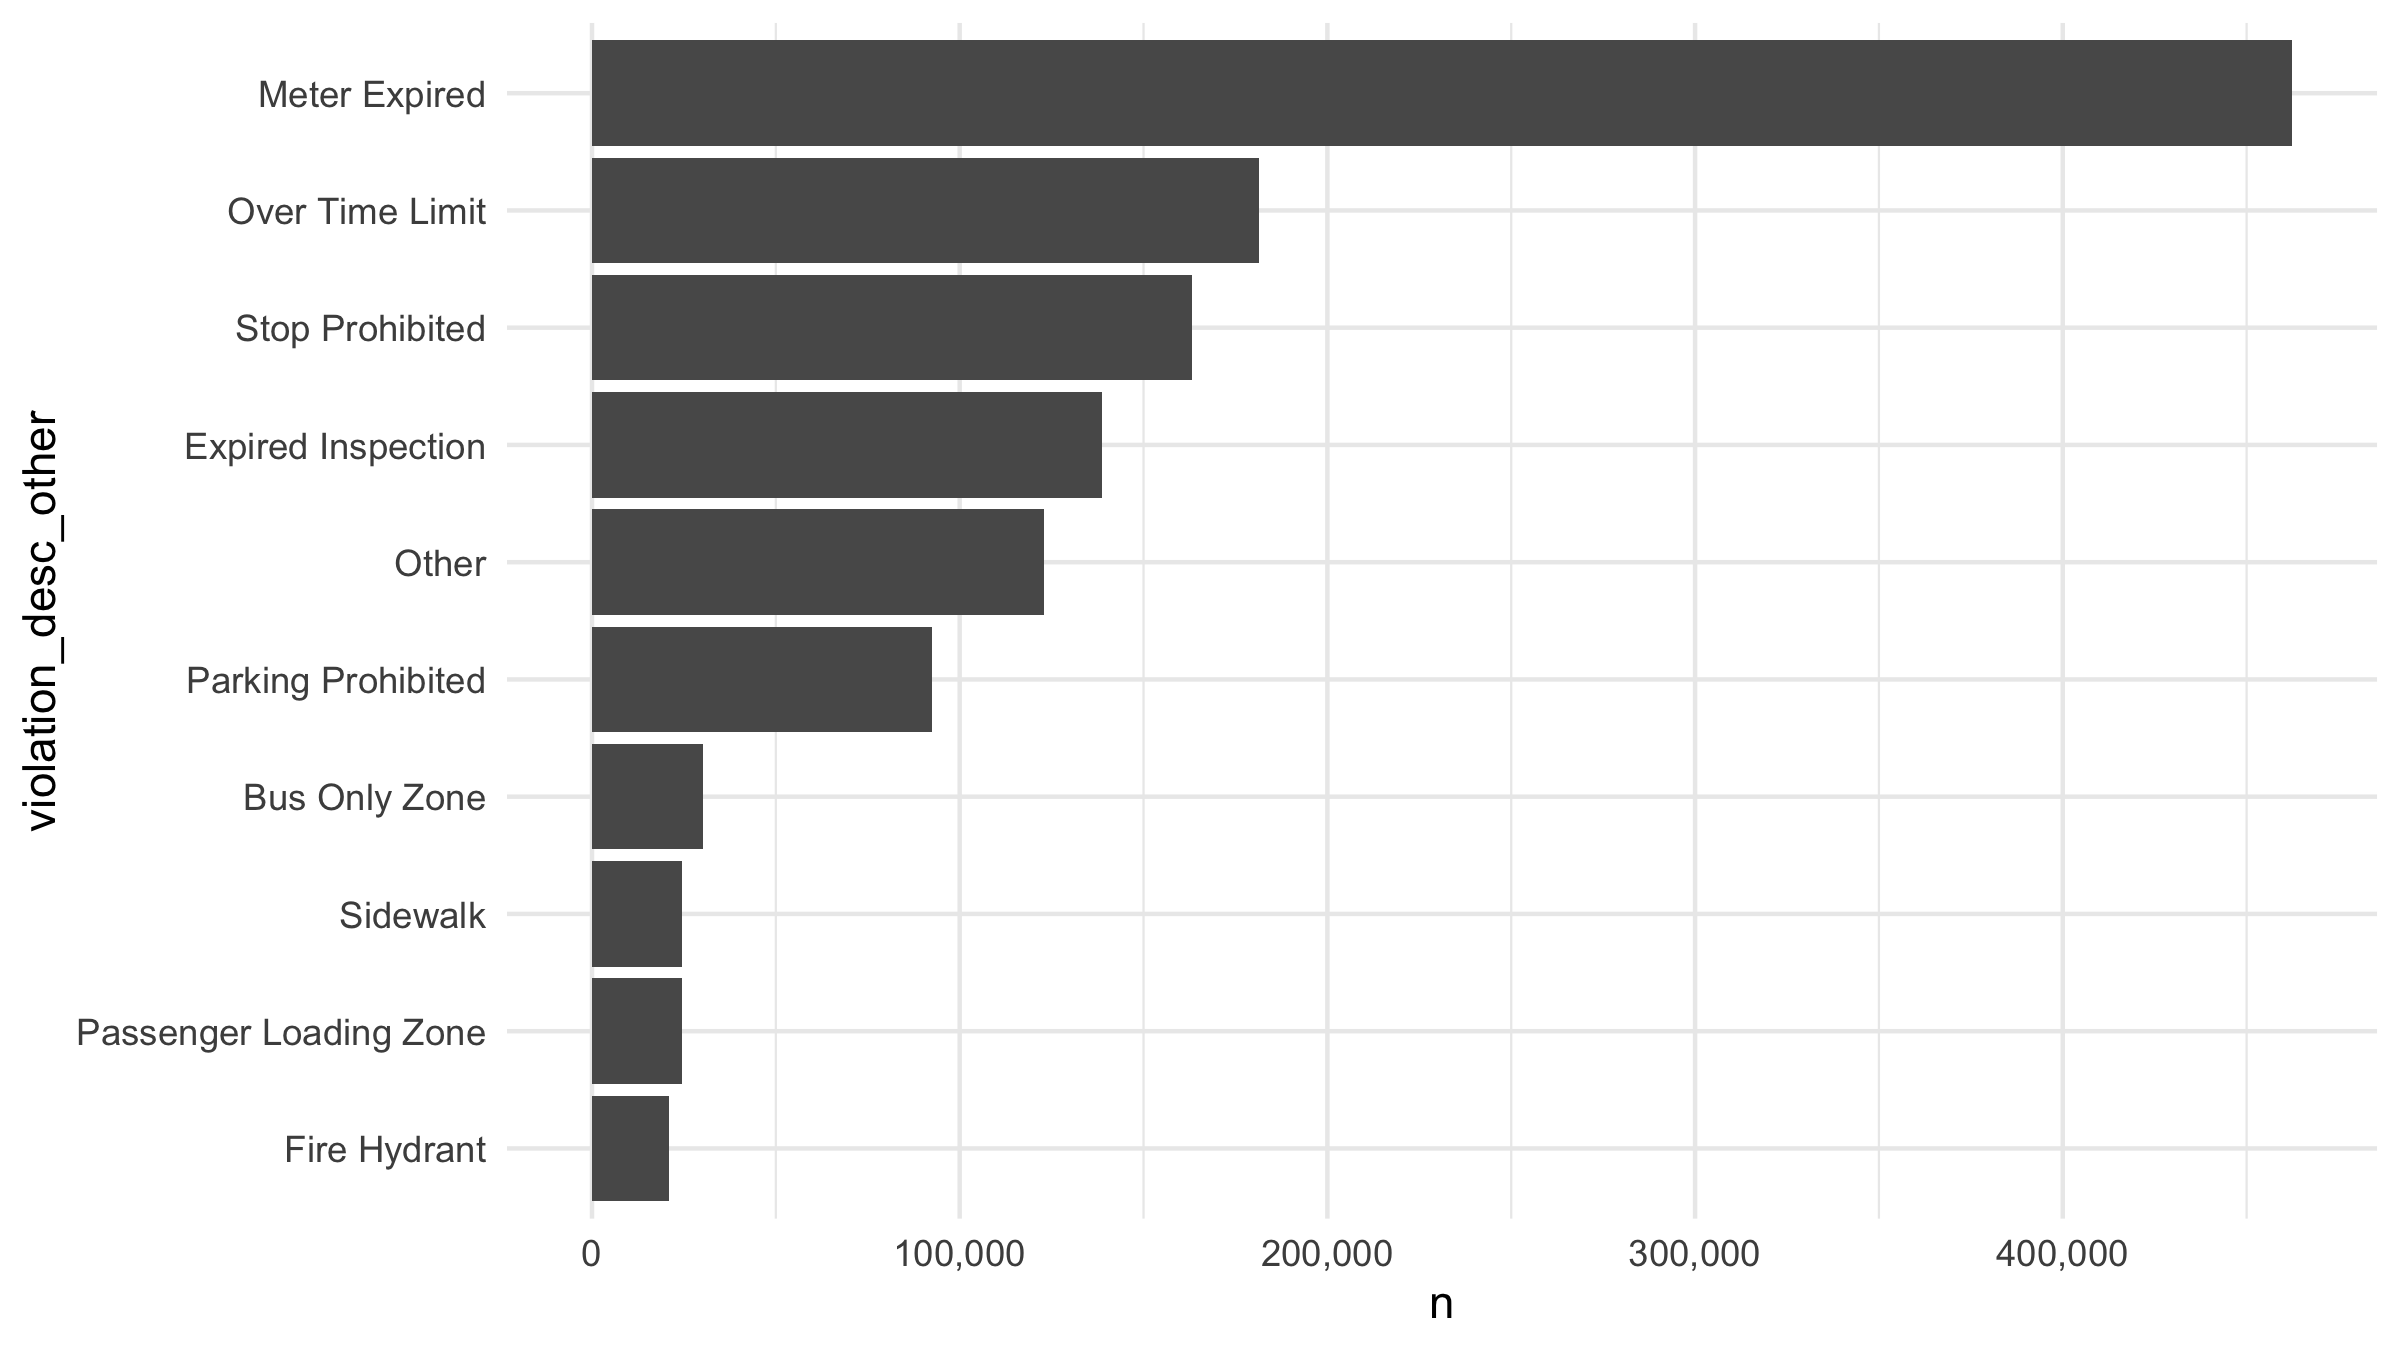 Meter Expired
Over Time Limit
Stop Prohibited
Expired Inspection
Other
Parking Prohibited
Bus Only Zone
Sidewalk
Passenger Loading Zone
Fire Hydrant
violation_desc_other
0 100,000 200,000 300,000 400,000
n